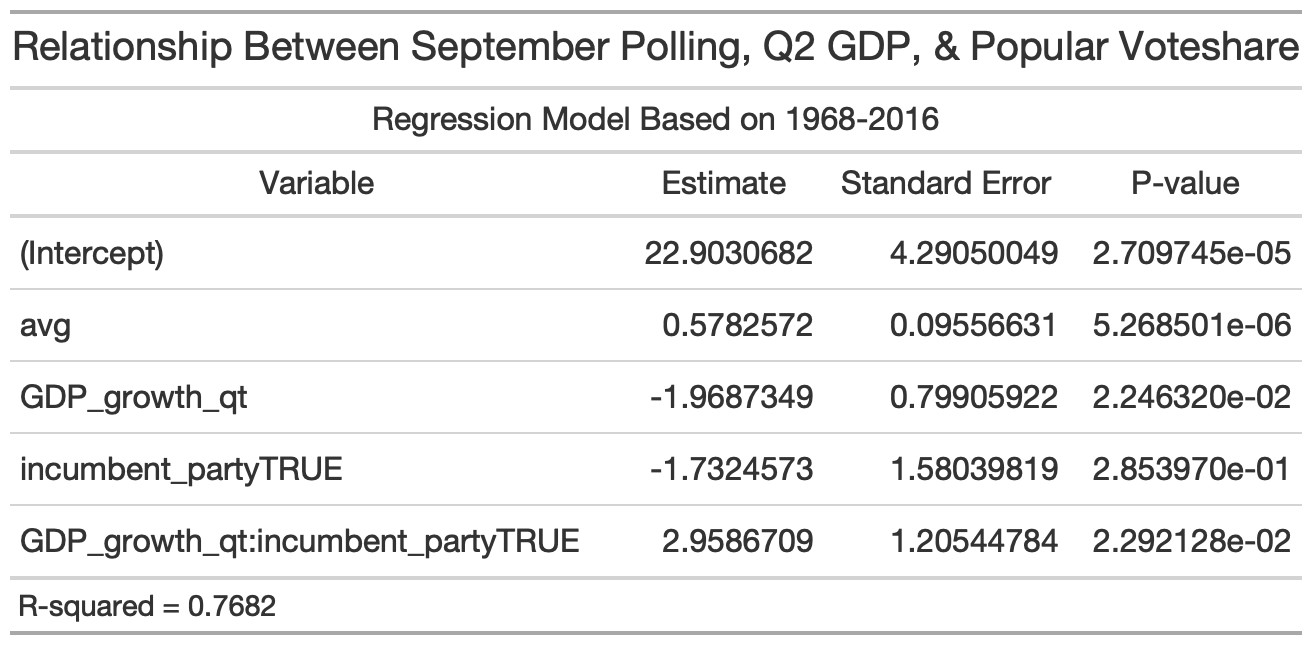 Relationship Between September Polling, Q2 GDP, & Popular Voteshare
Regression Model Based on 1968-2016
Variable Estimate Standard Error P-value
(Intercept) 22.9030682 4.29050049 2.709745e-05
avg 0.5782572 0.09556631 5.268501e-06
GDP_growth_qt -1.9687349 0.79905922 2.246320e-02
incumbent_partyTRUE -1.7324573 1.58039819 2.853970e-01
GDP_growth_qt:incumbent_partyTRUE 2.9586709 1.20544784 2.292128e-02
R-squared = 0.7682